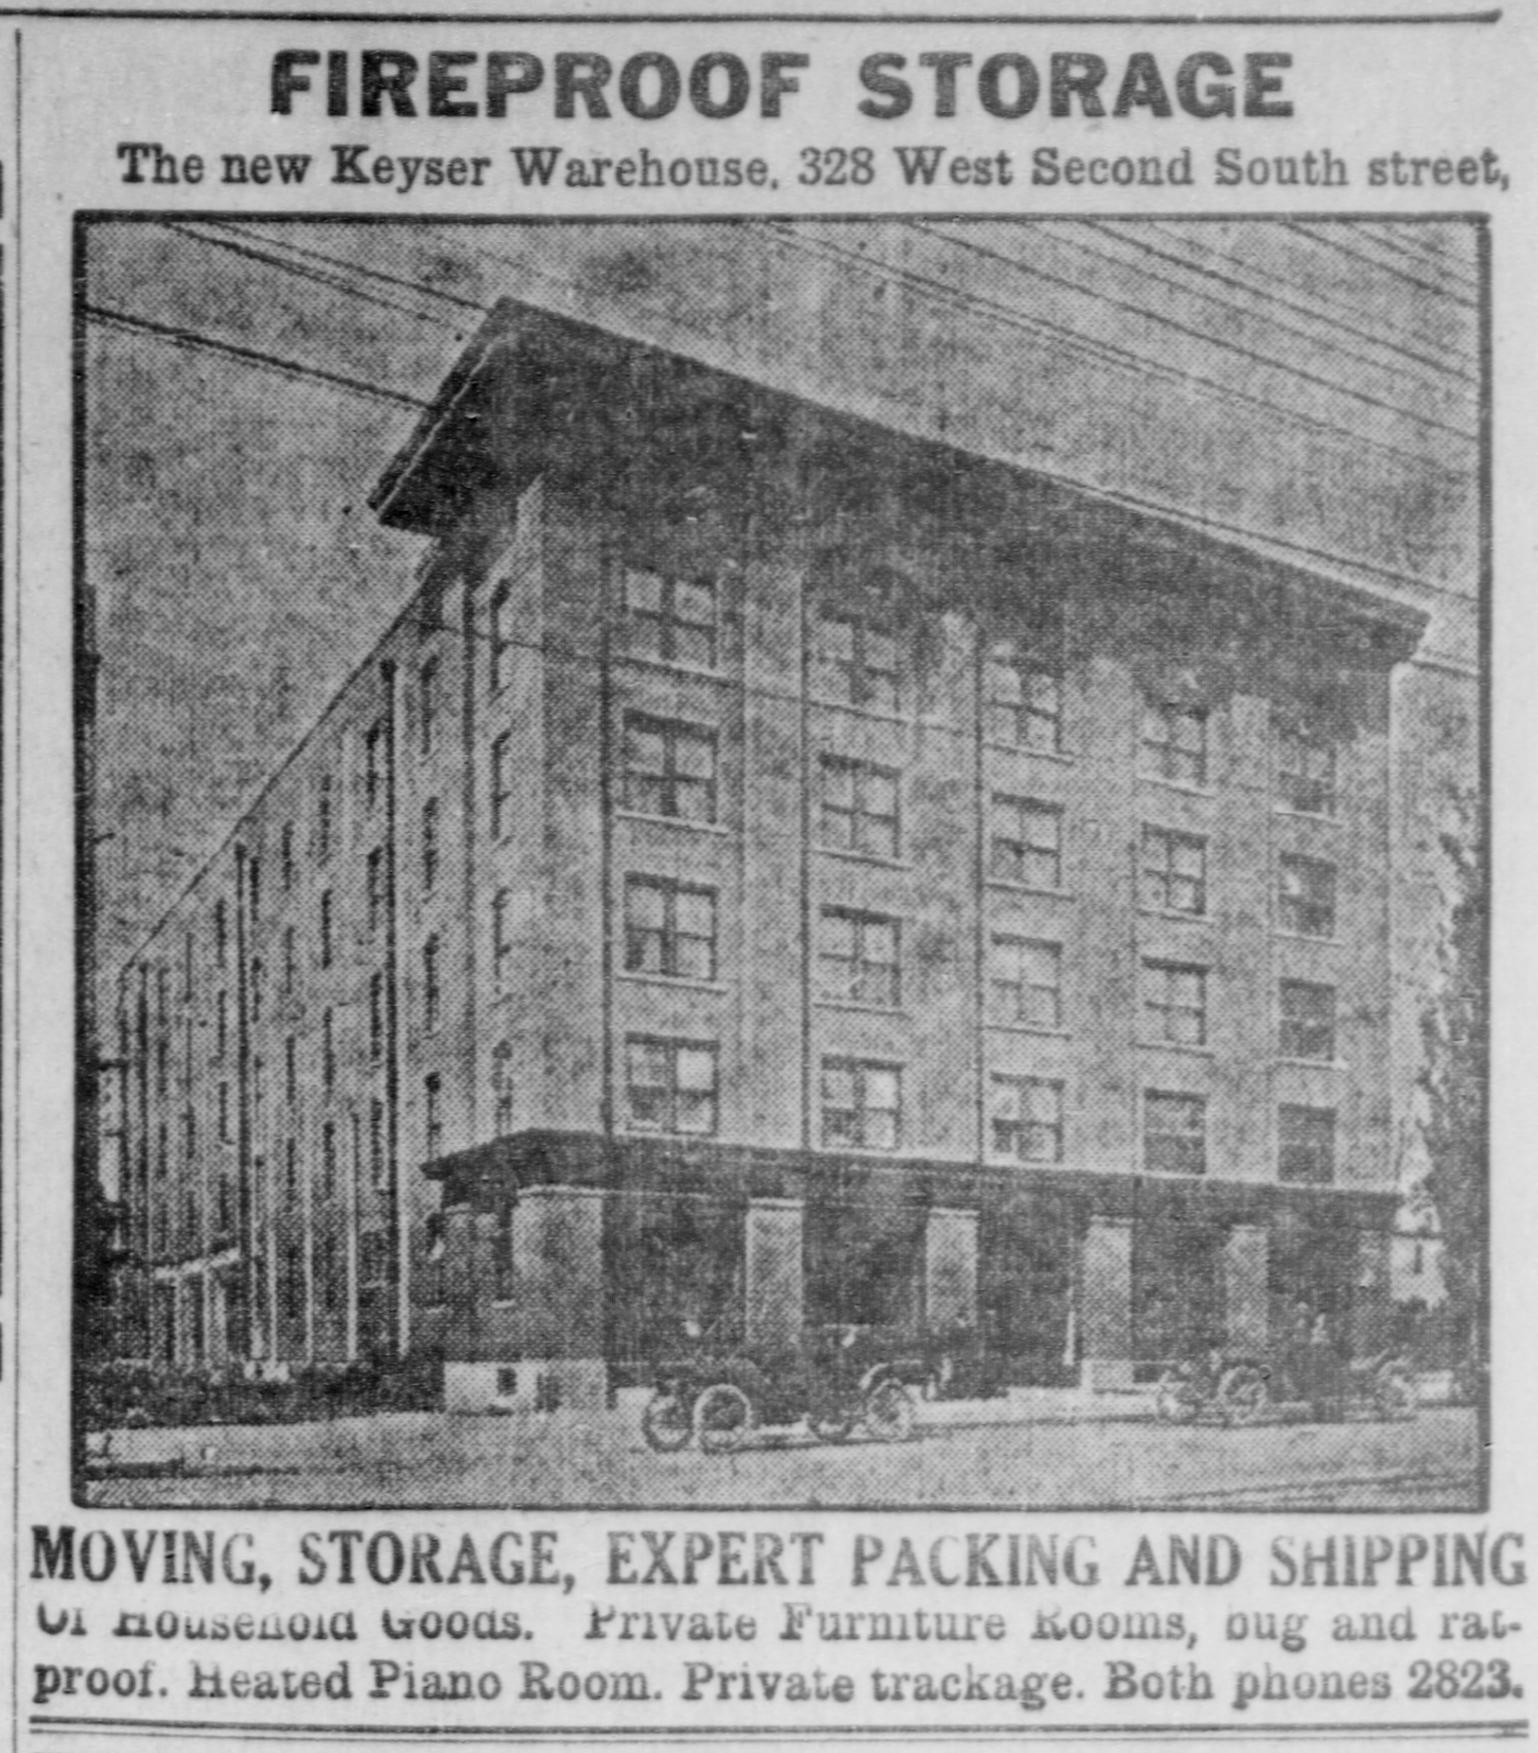 FIREPROOF STORAGE
The new Keyser Warehouse, 328 West Second South street,
MOVING, STORAGE, EXPERT PACKING AND SHIPPING
Of Household Goods. Private Furniture Rooms, bug and rat-
proof. Heated Piano Room. Private trackage. Both phones 2823.